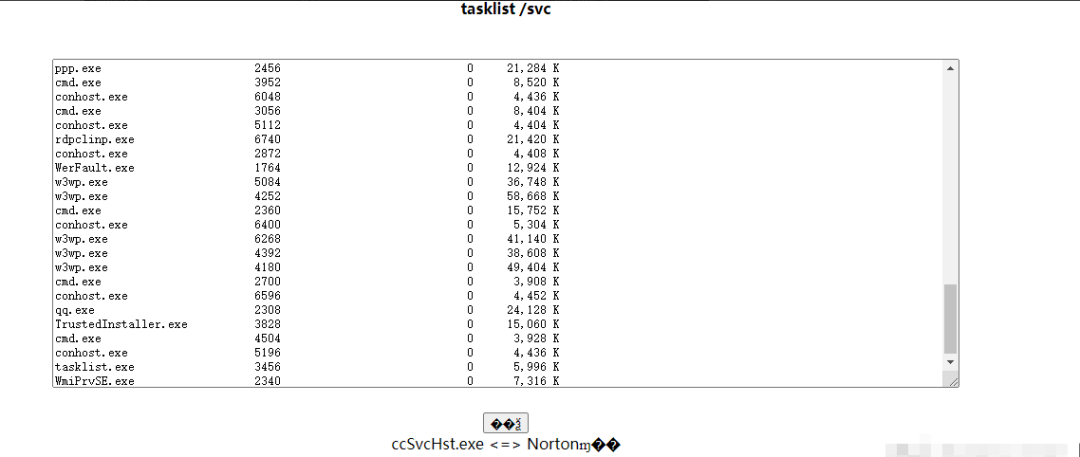 tasklist /svc
ppp.exe 2456 0 21,284 K
cmd.exe 3952 0 8,520 K
conhost.exe 6048 0 4,436 K
cmd.exe 3056 0 8,404 K
conhost.exe 5112 0 4,404 K
rdpclinp.exe 6740 0 21,420 K
conhost.exe 2872 0 4,408 K
WerFault.exe 1764 0 12,924 K
w3wp.exe 5084 0 36,748 K
w3wp.exe 4252 0 58,668 K
cmd.exe 2360 0 15,752 K
conhost.exe 6400 0 5,304 K
w3wp.exe 6268 0 41,140 K
w3wp.exe 4392 0 38,608 K
w3wp.exe 4180 0 49,404 K
cmd.exe 2700 0 3,908 K
conhost.exe 6596 0 4,452 K
qq.exe 2308 0 24,128 K
TrustedInstaller.exe 3828 0 15,060 K
cmd.exe 4504 0 3,928 K
conhost.exe 5196 0 4,436 K
tasklist.exe 3456 0 5,996 K
WmiPrvSE.exe 2340 0 7,316 K
ccSvcHst.exe <=> Norton